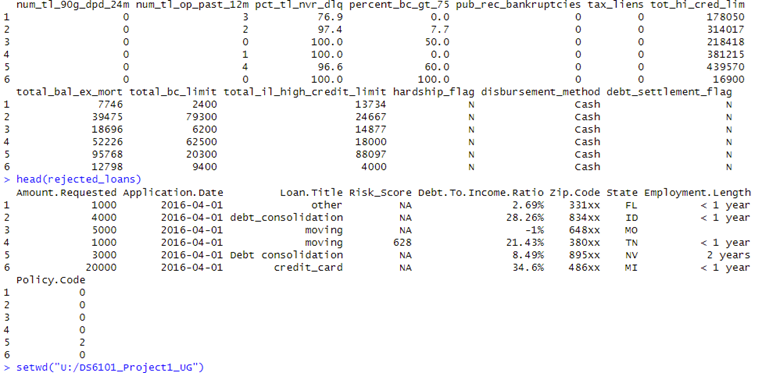 num_tl_90g_dpd_24m num_tl_op_past_12m pct_tl_nvr_dlq percent_bc_gt_75 pub_rec_bankruptcies tax_liens tot_hi_cred_lim
1 0 3 76.9 0.0 0 0 178050
2 0 2 97.4 7.7 0 0 314017
3 0 0 100.0 50.0 0 0 218418
4 0 1 100.0 0.0 0 0 381215
5 0 4 96.6 60.0 0 0 439570
6 0 0 100.0 100.0 0 0 16900
total_bal_ex_mort total_bc_limit total_il_high_credit_limit hardship_flag disbursement_method debt_settlement_flag
1 7746 2400 13734 N Cash N
2 39475 79300 24667 N Cash N
3 18696 6200 14877 N Cash N
4 52226 62500 18000 N Cash N
5 95768 20300 88097 N Cash N
6 12798 9400 4000 N Cash N
> head(rejected_loans)
Amount.Requested Application.Date Loan.Title Risk_Score Debt.To.Income.Ratio Zip.Code State Employment.Length
1 1000 2016-04-01 other NA 2.69% 331xx FL < 1 year
2 4000 2016-04-01 debt_consolidation NA 28.26% 834xx ID < 1 year
3 5000 2016-04-01 moving NA -1% 648xx MO
4 1000 2016-04-01 moving 628 21.43% 380xx TN < 1 year
5 3000 2016-04-01 Debt consolidation NA 8.49% 895xx NV 2 years
6 20000 2016-04-01 credit_card NA 34.6% 486xx MI < 1 year
Policy.Code
1 0
2 0
3 0
4 0
5 2
6 0
> setwd("U:/DS6101_Project1_UG")